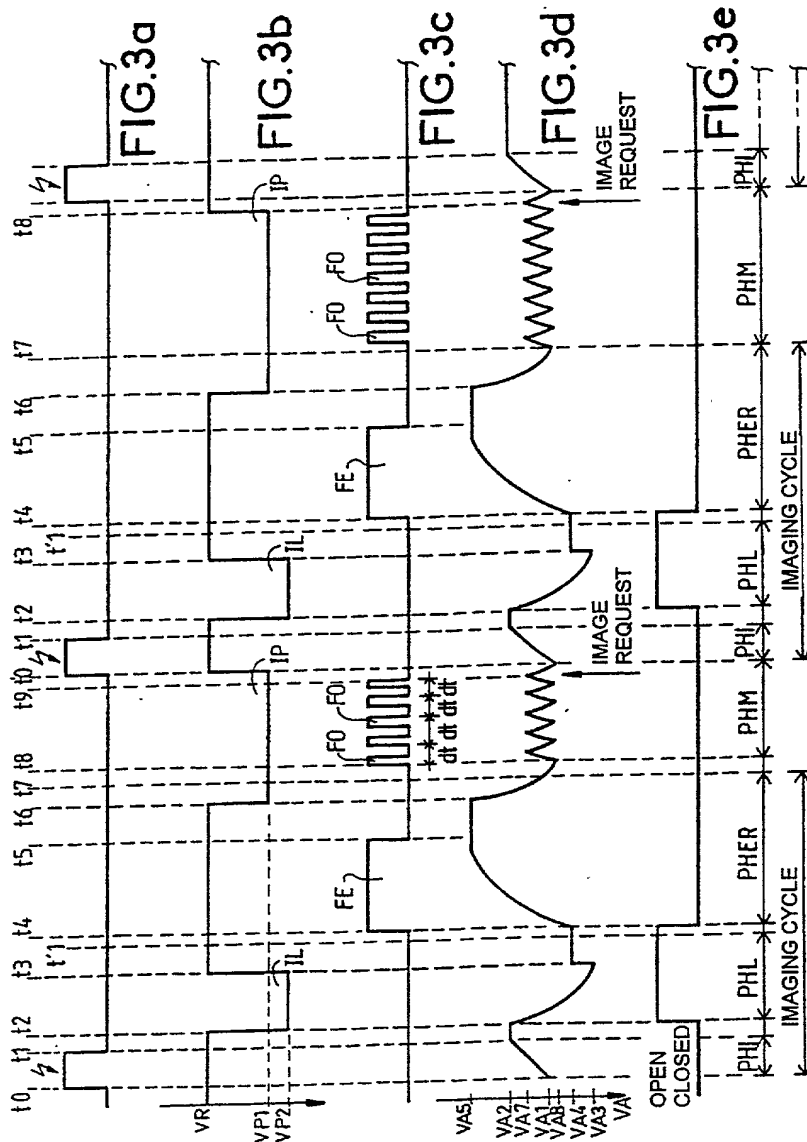 t0 t1 t2 t3 t'1 t4 t5 t6 t7 t8 t9 t0 t1 t2 t3 t'1 t4 t5 t6 t7 t8
FIG.3a
VR
VP1
VP2
IL IP IL IP
FIG.3b
FE FO FO FE FO FO
dt dt dt dt
FIG.3c
VA5
VA2
VA7
VA1
VA8
VA4
VA3
VA
IMAGE REQUEST
IMAGE REQUEST
FIG.3d
OPEN
CLOSED
FIG.3e
PHI PHL PHER PHM PHI PHL PHER PHM PHI
IMAGING CYCLE IMAGING CYCLE